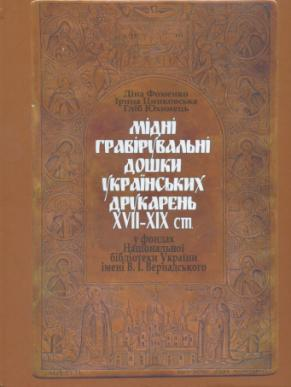 Діна Фоменко
Ірина Цинковська
Гліб Юхимець
МІДНІ
ГРАВІРУВАЛЬНІ
ДОШКИ
УКРАЇНСЬКИХ
ДРУКАРЕНЬ
XVII-XIX ст.
у фондах
Національної
бібліотеки України
імені В. І. Вернадського